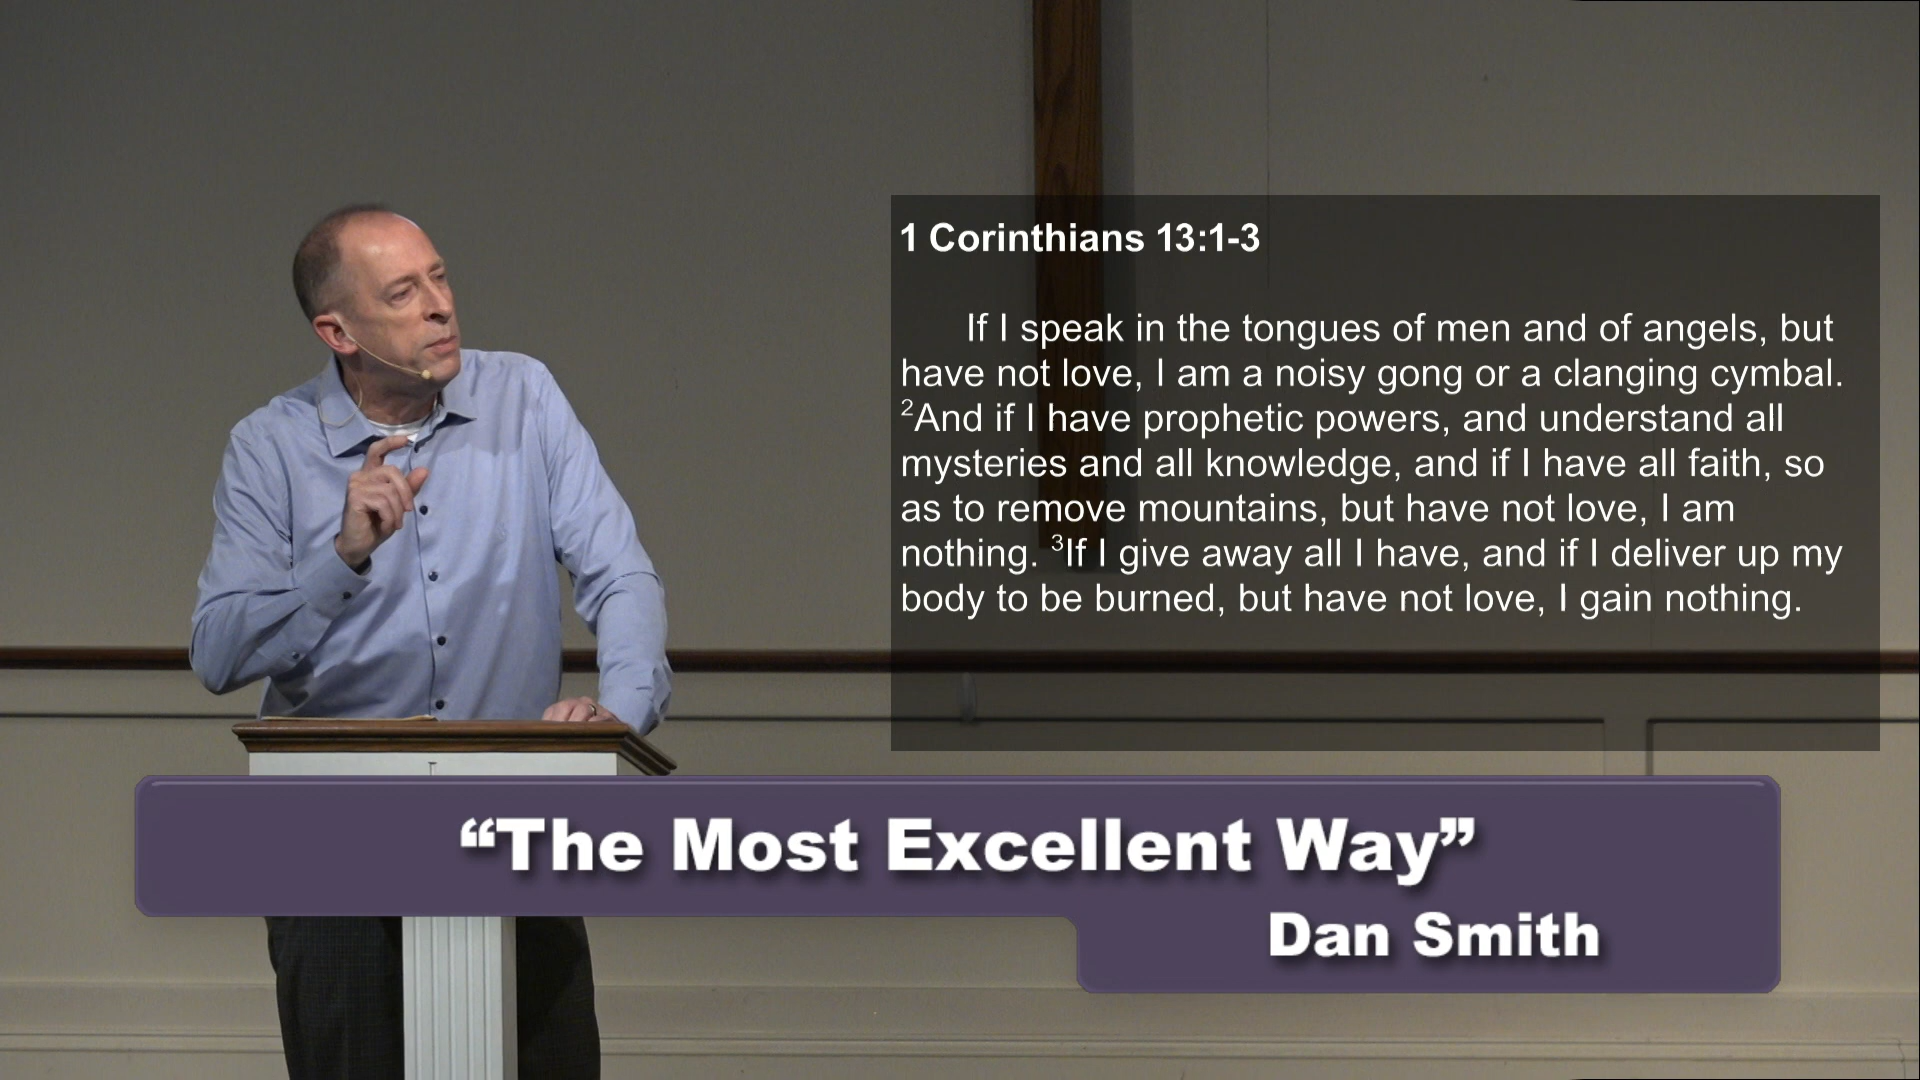 1 Corinthians 13:1-3
If I speak in the tongues of men and of angels, but
have not love, I am a noisy gong or a clanging cymbal.
²And if I have prophetic powers, and understand all
mysteries and all knowledge, and if I have all faith, so
as to remove mountains, but have not love, I am
nothing. ³If I give away all I have, and if I deliver up my
body to be burned, but have not love, I gain nothing.
“The Most Excellent Way”
Dan Smith